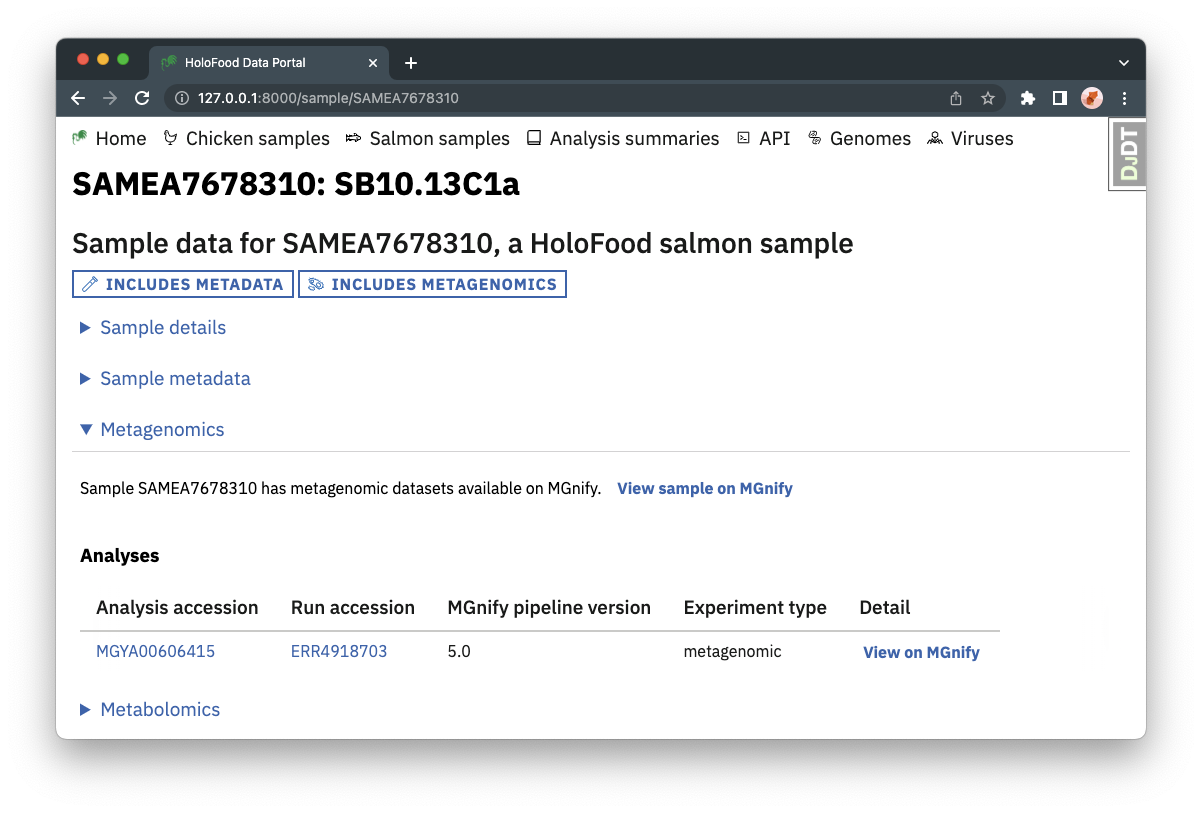 HoloFood Data Portal
127.0.0.1:8000/sample/SAMEA7678310
Home Chicken samples Salmon samples Analysis summaries API Genomes Viruses
DJDT
SAMEA7678310: SB10.13C1a
Sample data for SAMEA7678310, a HoloFood salmon sample
INCLUDES METADATA INCLUDES METAGENOMICS
Sample details
Sample metadata
Metagenomics
Sample SAMEA7678310 has metagenomic datasets available on MGnify. View sample on MGnify
Analyses
Analysis accession Run accession MGnify pipeline version Experiment type Detail
MGYA00606415 ERR4918703 5.0 metagenomic View on MGnify
Metabolomics